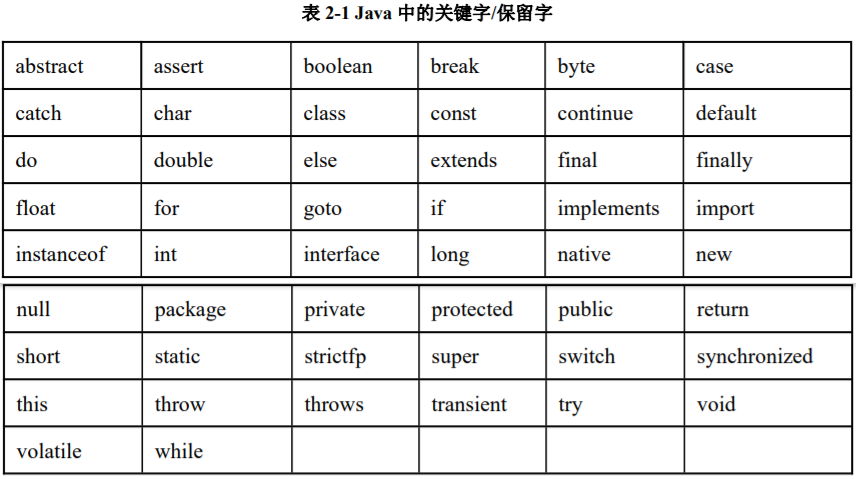 表 2-1 Java 中的关键字/保留字
abstract assert boolean break byte case
catch char class const continue default
do double else extends final finally
float for goto if implements import
instanceof int interface long native new
null package private protected public return
short static strictfp super switch synchronized
this throw throws transient try void
volatile while